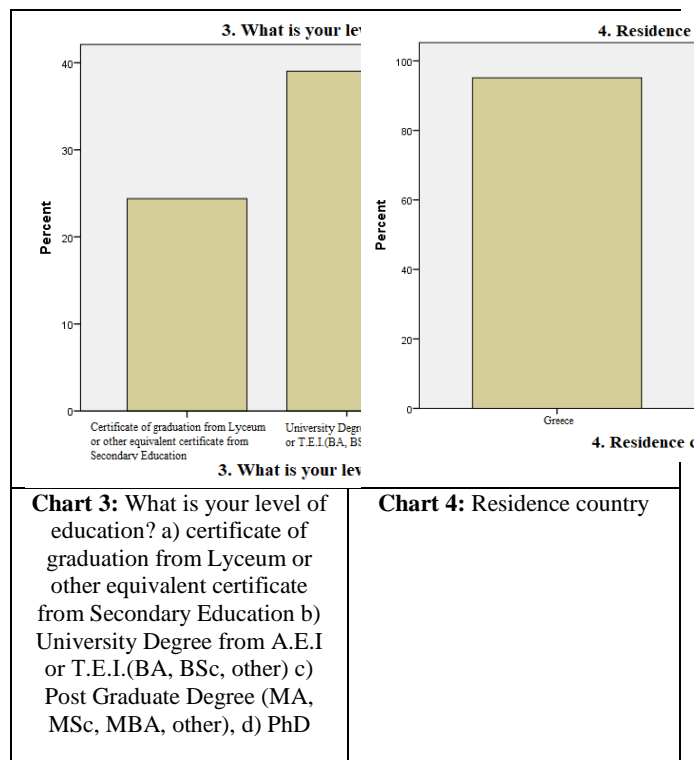 3. What is your
40
30
20
10
0
Percent
Certificate of graduation from Lyceum
or other equivalent certificate from
Secondary Education
University
or T.E.I.(BA,
3. What is your
4. Residence
100
80
60
40
20
0
Percent
Greece
4. Residence
Chart 3: What is your level of
education? a) certificate of
graduation from Lyceum or
other equivalent certificate
from Secondary Education b)
University Degree from A.E.I
or T.E.I.(BA, BSc, other) c)
Post Graduate Degree (MA,
MSc, MBA, other), d) PhD
Chart 4: Residence country